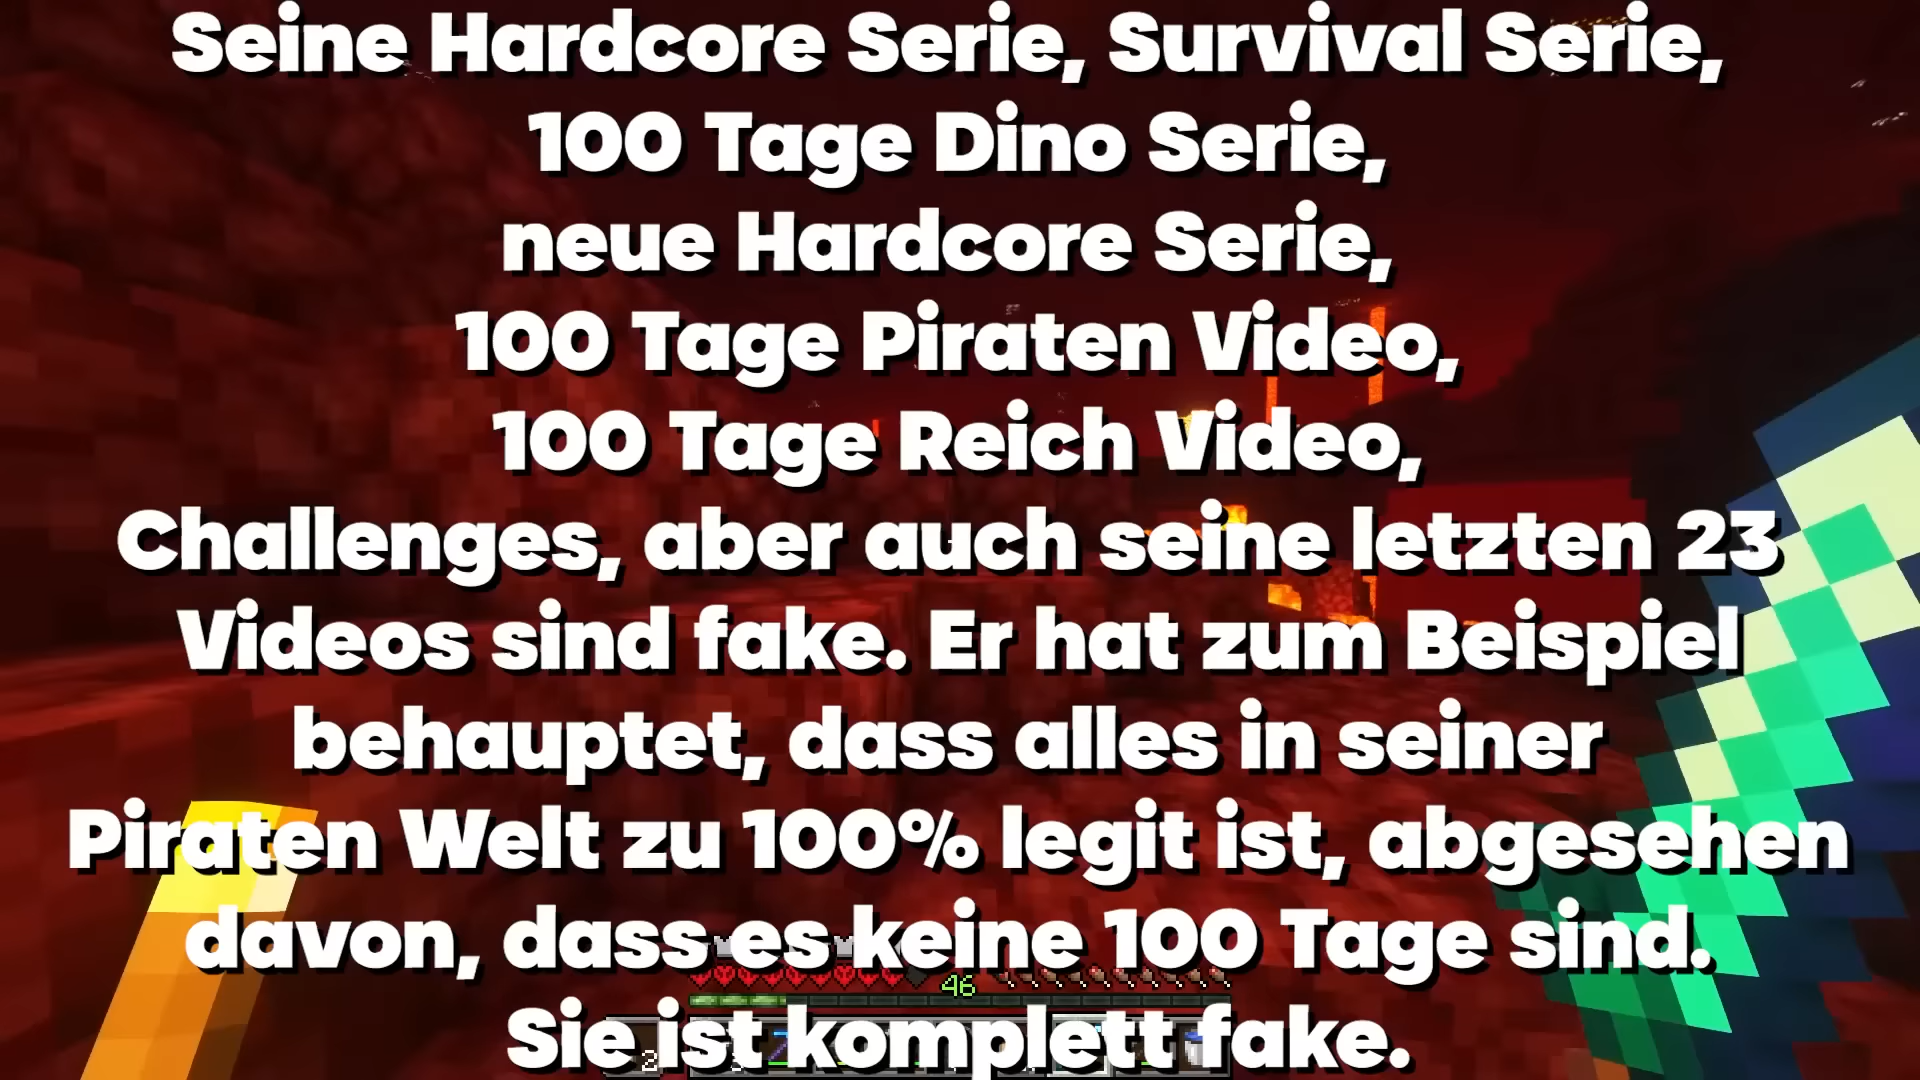 Seine Hardcore Serie, Survival Serie,
100 Tage Dino Serie,
neue Hardcore Serie,
100 Tage Piraten Video,
100 Tage Reich Video,
Challenges, aber auch seine letzten 23
Videos sind fake. Er hat zum Beispiel
behauptet, dass alles in seiner
Piraten Welt zu 100% legit ist, abgesehen
davon, dass es keine 100 Tage sind.
46
Sie ist komplett fake.